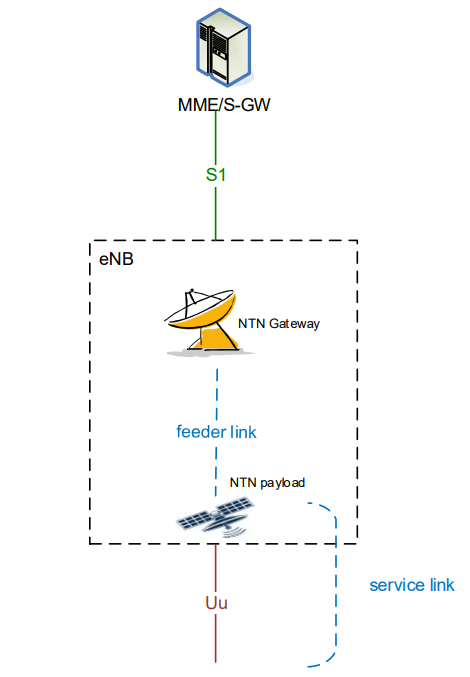 MME/S-GW
S1
eNB
NTN Gateway
feeder link
NTN payload
service link
Uu